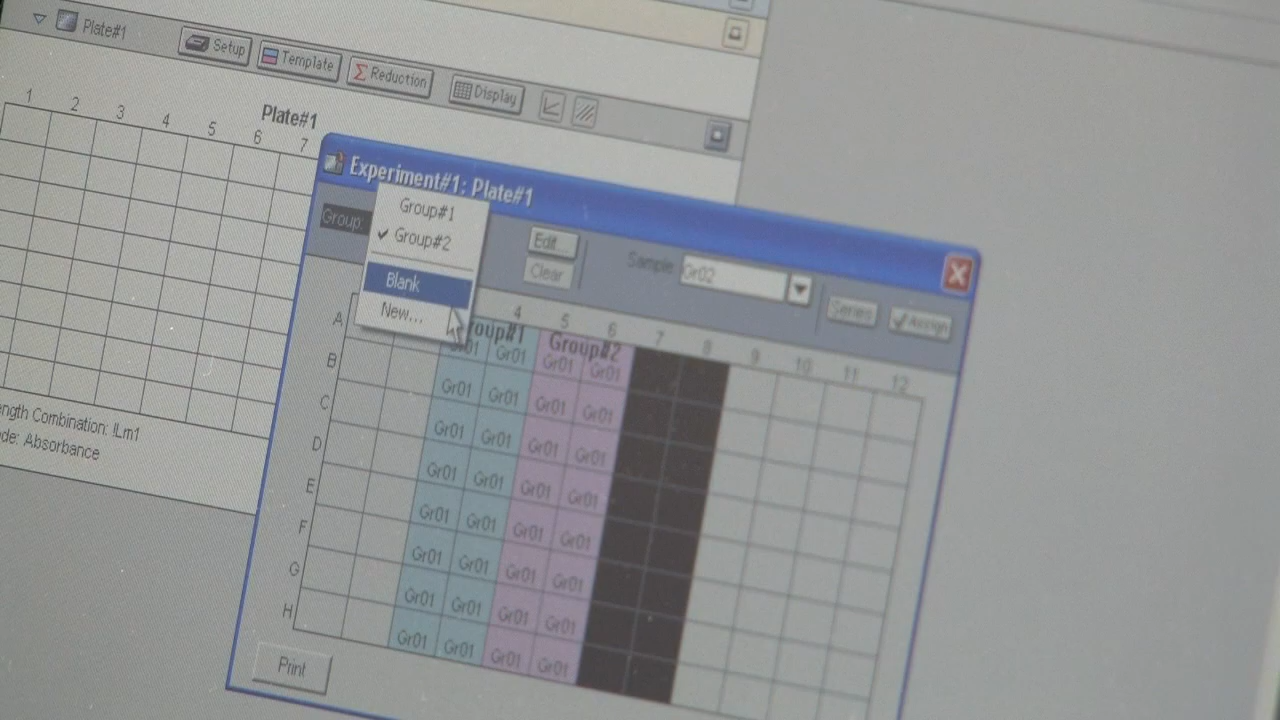 Plate#1
Setup
Template
Reduction
Display
Plate#1
1 2 3 4 5 6 7
ength Combination: !Lm1
de: Absorbance
Experiment#1: Plate#1
Group:
Group#1
Group#2
Blank
New...
Edit...
Clear
Sample
Gr02
Series
Assign
4 5 6 7 8 9 10 11 12
oup#1 Group#2
A Gr01 Gr01 Gr01 Gr01
B Gr01 Gr01 Gr01 Gr01
C Gr01 Gr01 Gr01 Gr01
D Gr01 Gr01 Gr01 Gr01
E Gr01 Gr01 Gr01 Gr01
F Gr01 Gr01 Gr01 Gr01
G Gr01 Gr01 Gr01 Gr01
H Gr01 Gr01 Gr01 Gr01
Print